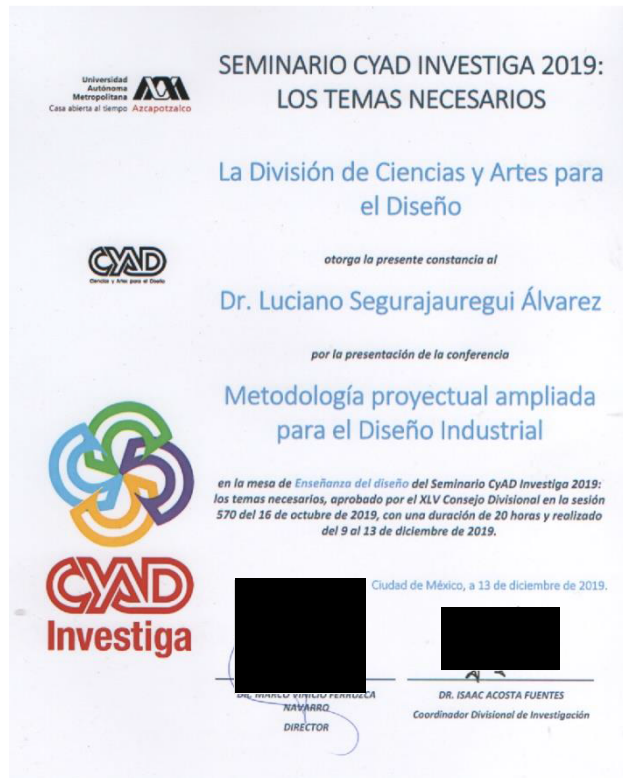 Universidad
Autónoma
Metropolitana
Casa abierta al tiempo Azcapotzalco
SEMINARIO CYAD INVESTIGA 2019:
LOS TEMAS NECESARIOS
La División de Ciencias y Artes para
el Diseño
CYAD
Ciencias y Artes para el Diseño
otorga la presente constancia al
Dr. Luciano Segurajauregui Álvarez
por la presentación de la conferencia
Metodología proyectual ampliada
para el Diseño Industrial
en la mesa de Enseñanza del diseño del Seminario CyAD Investiga 2019:
los temas necesarios, aprobado por el XLV Consejo Divisional en la sesión
570 del 16 de octubre de 2019, con una duración de 20 horas y realizado
del 9 al 13 de diciembre de 2019.
CYAD
Investiga
Ciudad de México, a 13 de diciembre de 2019.
DR. MARCO VINICIO FERRUZCA
NAVARRO
DIRECTOR
DR. ISAAC ACOSTA FUENTES
Coordinador Divisional de Investigación